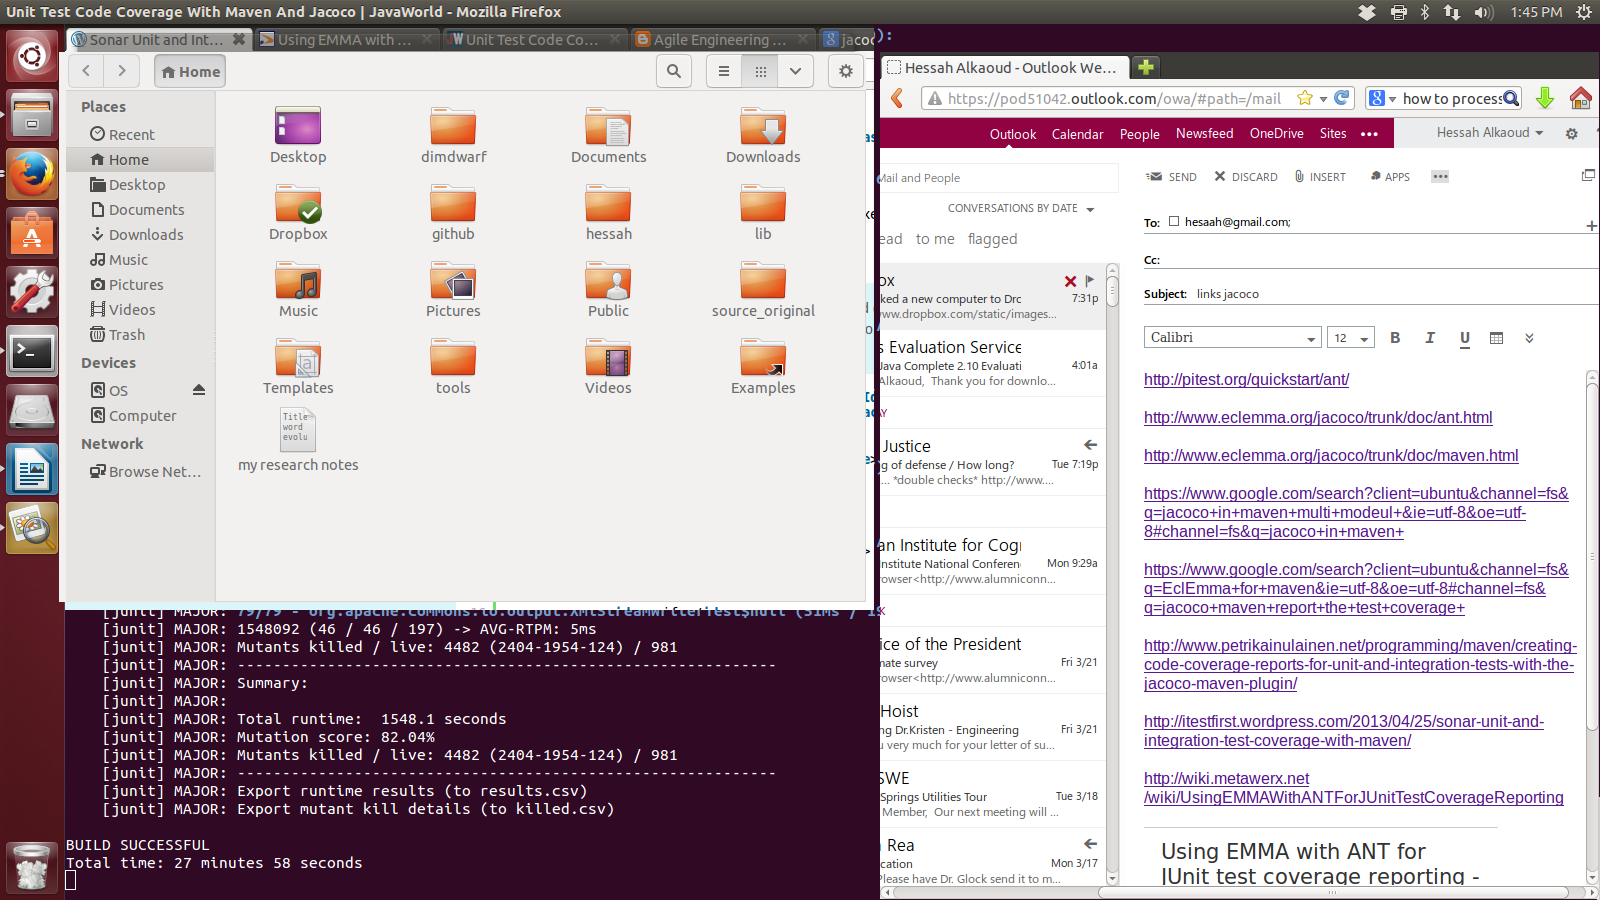 Unit Test Code Coverage With Maven And Jacoco | JavaWorld - Mozilla Firefox
1:45 PM
Sonar Unit and Int...
Using EMMA with ...
Unit Test Code Co...
Agile Engineering ...
jacoc
):
Home
Places
Recent
Home
Desktop
Documents
Downloads
Music
Pictures
Videos
Trash
Devices
OS
Computer
Network
Browse Net...
Desktop
dimdwarf
Documents
Downloads
Dropbox
github
hessah
lib
Music
Pictures
Public
source_original
Templates
tools
Videos
Examples
Title
word
evolu
my research notes
[junit] MAJOR: 79/79 - org.apache.commons.io.output.XmlStreamWriterTest$null (31ms /
[junit] MAJOR: 1548092 (46 / 46 / 197) -> AVG-RTPM: 5ms
[junit] MAJOR: Mutants killed / live: 4482 (2404-1954-124) / 981
[junit] MAJOR: ------------------------------------------------------------
[junit] MAJOR: Summary:
[junit] MAJOR:
[junit] MAJOR: Total runtime:  1548.1 seconds
[junit] MAJOR: Mutation score: 82.04%
[junit] MAJOR: Mutants killed / live: 4482 (2404-1954-124) / 981
[junit] MAJOR: ------------------------------------------------------------
[junit] MAJOR: Export runtime results (to results.csv)
[junit] MAJOR: Export mutant kill details (to killed.csv)
BUILD SUCCESSFUL
Total time: 27 minutes 58 seconds
Hessah Alkaoud - Outlook We...
https://pod51042.outlook.com/owa/#path=/mail
how to process
Outlook Calendar People Newsfeed OneDrive Sites •••
Hessah Alkaoud
Mail and People
CONVERSATIONS BY DATE
ead to me flagged
ox
ked a new computer to Drc 7:31p
ww.dropbox.com/static/images...
s Evaluation Service
Java Complete 2.10 Evaluati 4:01a
Alkaoud, Thank you for downlo...
AY
Justice
g of defense / How long? Tue 7:19p
... *double checks* http://www....
an Institute for Cogr
Institute National Conference Mon 9:29a
browser<http://www.alumniconn...
K
ice of the President
mate survey Fri 3/21
browser<http://www.alumniconn...
Hoist
ng Dr.Kristen - Engineering Fri 3/21
u very much for your letter of su...
SWE
Springs Utilities Tour Tue 3/18
Member, Our next meeting will ...
Rea
cation Mon 3/17
Please have Dr. Glock send it to m...
SEND DISCARD INSERT APPS •••
To: hesaah@gmail.com;
Cc:
Subject: links jacoco
Calibri 12 B I U
http://pitest.org/quickstart/ant/
http://www.eclemma.org/jacoco/trunk/doc/ant.html
http://www.eclemma.org/jacoco/trunk/doc/maven.html
https://www.google.com/search?client=ubuntu&channel=fs&
q=jacoco+in+maven+multi+modeul+&ie=utf-8&oe=utf-
8#channel=fs&q=jacoco+in+maven+
https://www.google.com/search?client=ubuntu&channel=fs&
q=EclEmma+for+maven&ie=utf-8&oe=utf-8#channel=fs&
q=jacoco+maven+report+the+test+coverage+
http://www.petrikainulainen.net/programming/maven/creating-
code-coverage-reports-for-unit-and-integration-tests-with-the-
jacoco-maven-plugin/
http://itestfirst.wordpress.com/2013/04/25/sonar-unit-and-
integration-test-coverage-with-maven/
http://wiki.metawerx.net
/wiki/UsingEMMAWithANTForJUnitTestCoverageReporting
Using EMMA with ANT for
JUnit test coverage reporting -